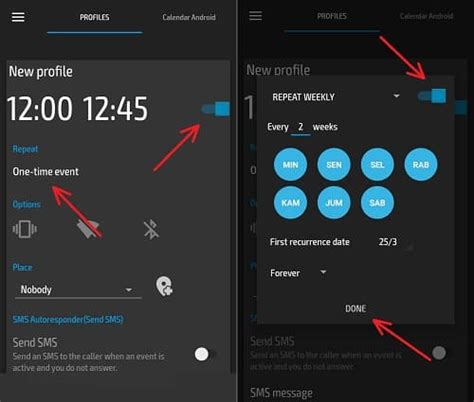 PROFILES
Calendar Android
New profile
12:00 12:45
Repeat
One-time event
Options
Place
Nobody
SMS Autoresponder(Send SMS)
Send SMS
Send an SMS to the caller when an event is
active and you do not answer.
PROFILES
Calendar Android
New profile
REPEAT WEEKLY
Every 2 weeks
MIN SEN SEL RAB
KAM JUM SAB
First recurrence date 25/3
Forever
DONE
Send SMS
Send an SMS to the caller when an event is
active and you do not answer.
SMS message